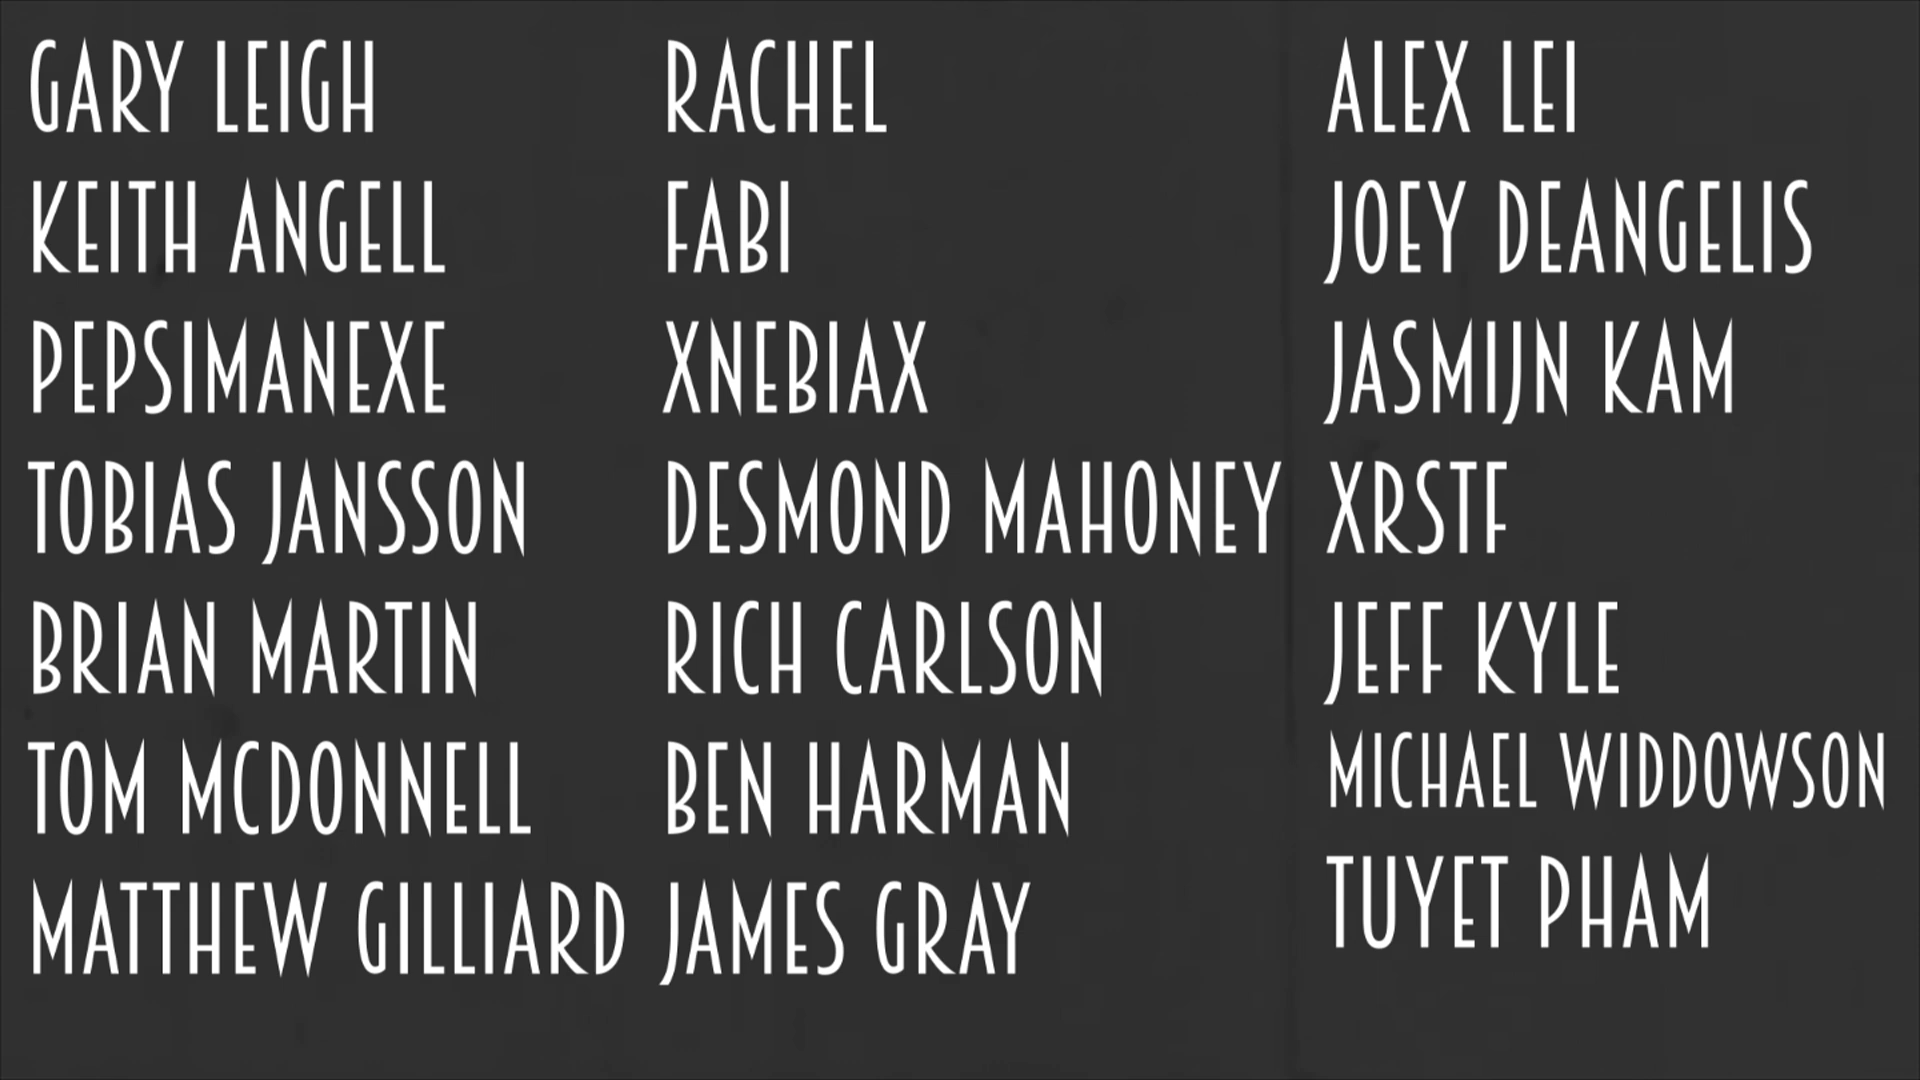 GARY LEIGH
KEITH ANGELL
PEPSIMANEXE
TOBIAS JANSSON
BRIAN MARTIN
TOM MCDONNELL
MATTHEW GILLIARD
RACHEL
FABI
XNEBIAX
DESMOND MAHONEY
RICH CARLSON
BEN HARMAN
JAMES GRAY
ALEX LEI
JOEY DEANGELIS
JASMIJN KAM
XRSTF
JEFF KYLE
MICHAEL WIDDOWSON
TUYET PHAM